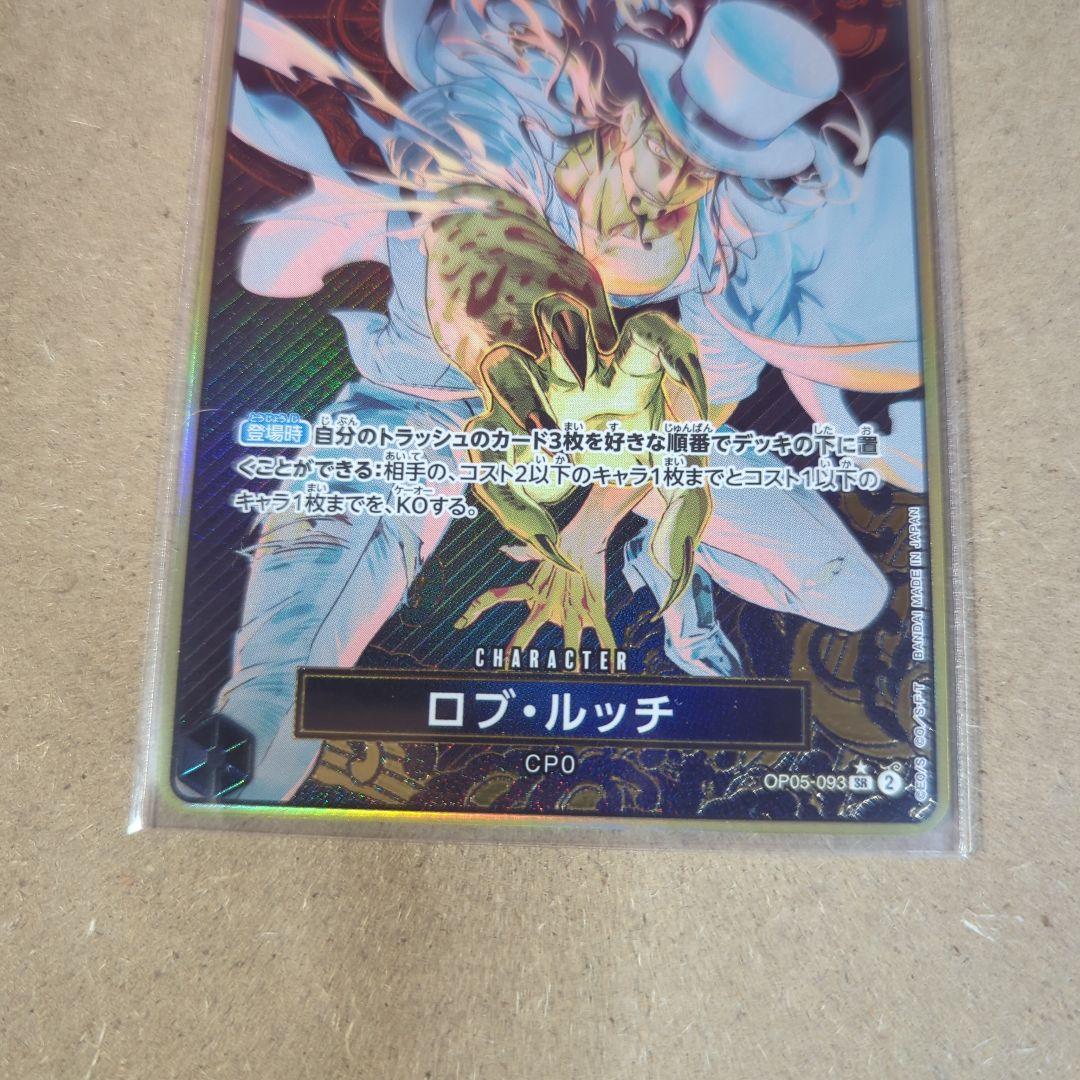 登場時 自分のトラッシュのカード3枚を好きな順番でデッキの下に置
くことができる：相手の、コスト2以下のキャラ1枚までとコスト1以下の
キャラ1枚までを、KOする。
CHARACTER
ロブ・ルッチ
CP0
OP05-093 SR 2
©EO/S ©O/S･F･T BANDAI MADE IN JAPAN